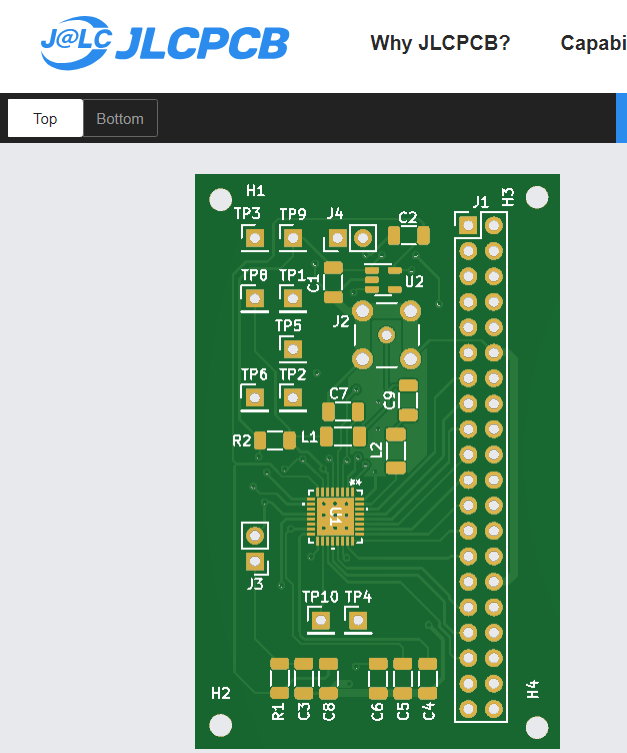 J@LC JLCPCB
Why JLCPCB?
Capabi
Top
Bottom
H1
J1
H3
TP3
TP9
J4
C2
TP8
TP1
C1
U2
TP5
J2
TP6
TP2
C7
C9
R2
L1
L2
**
U1
J3
TP10
TP4
H2
H4
R1
C3
C8
C6
C5
C4